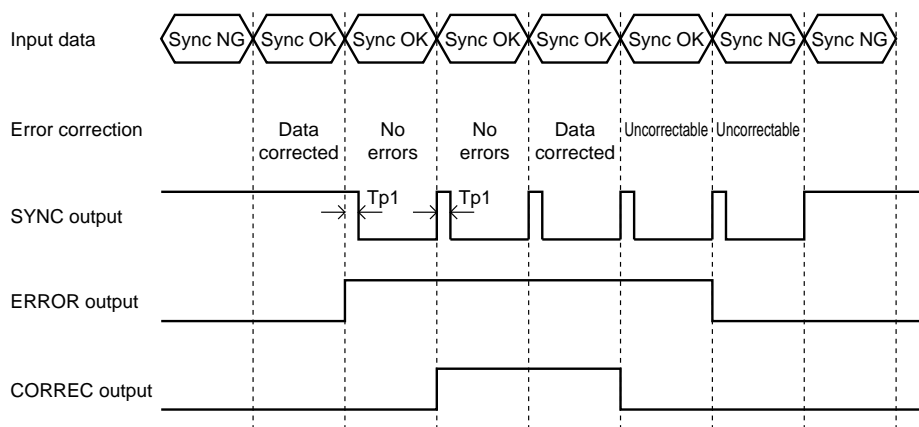 Input data Sync NG Sync OK Sync OK Sync OK Sync OK Sync OK Sync NG Sync NG
Error correction Data No No Data Uncorrectable Uncorrectable
corrected errors errors corrected
Tp1 Tp1
SYNC output
ERROR output
CORREC output